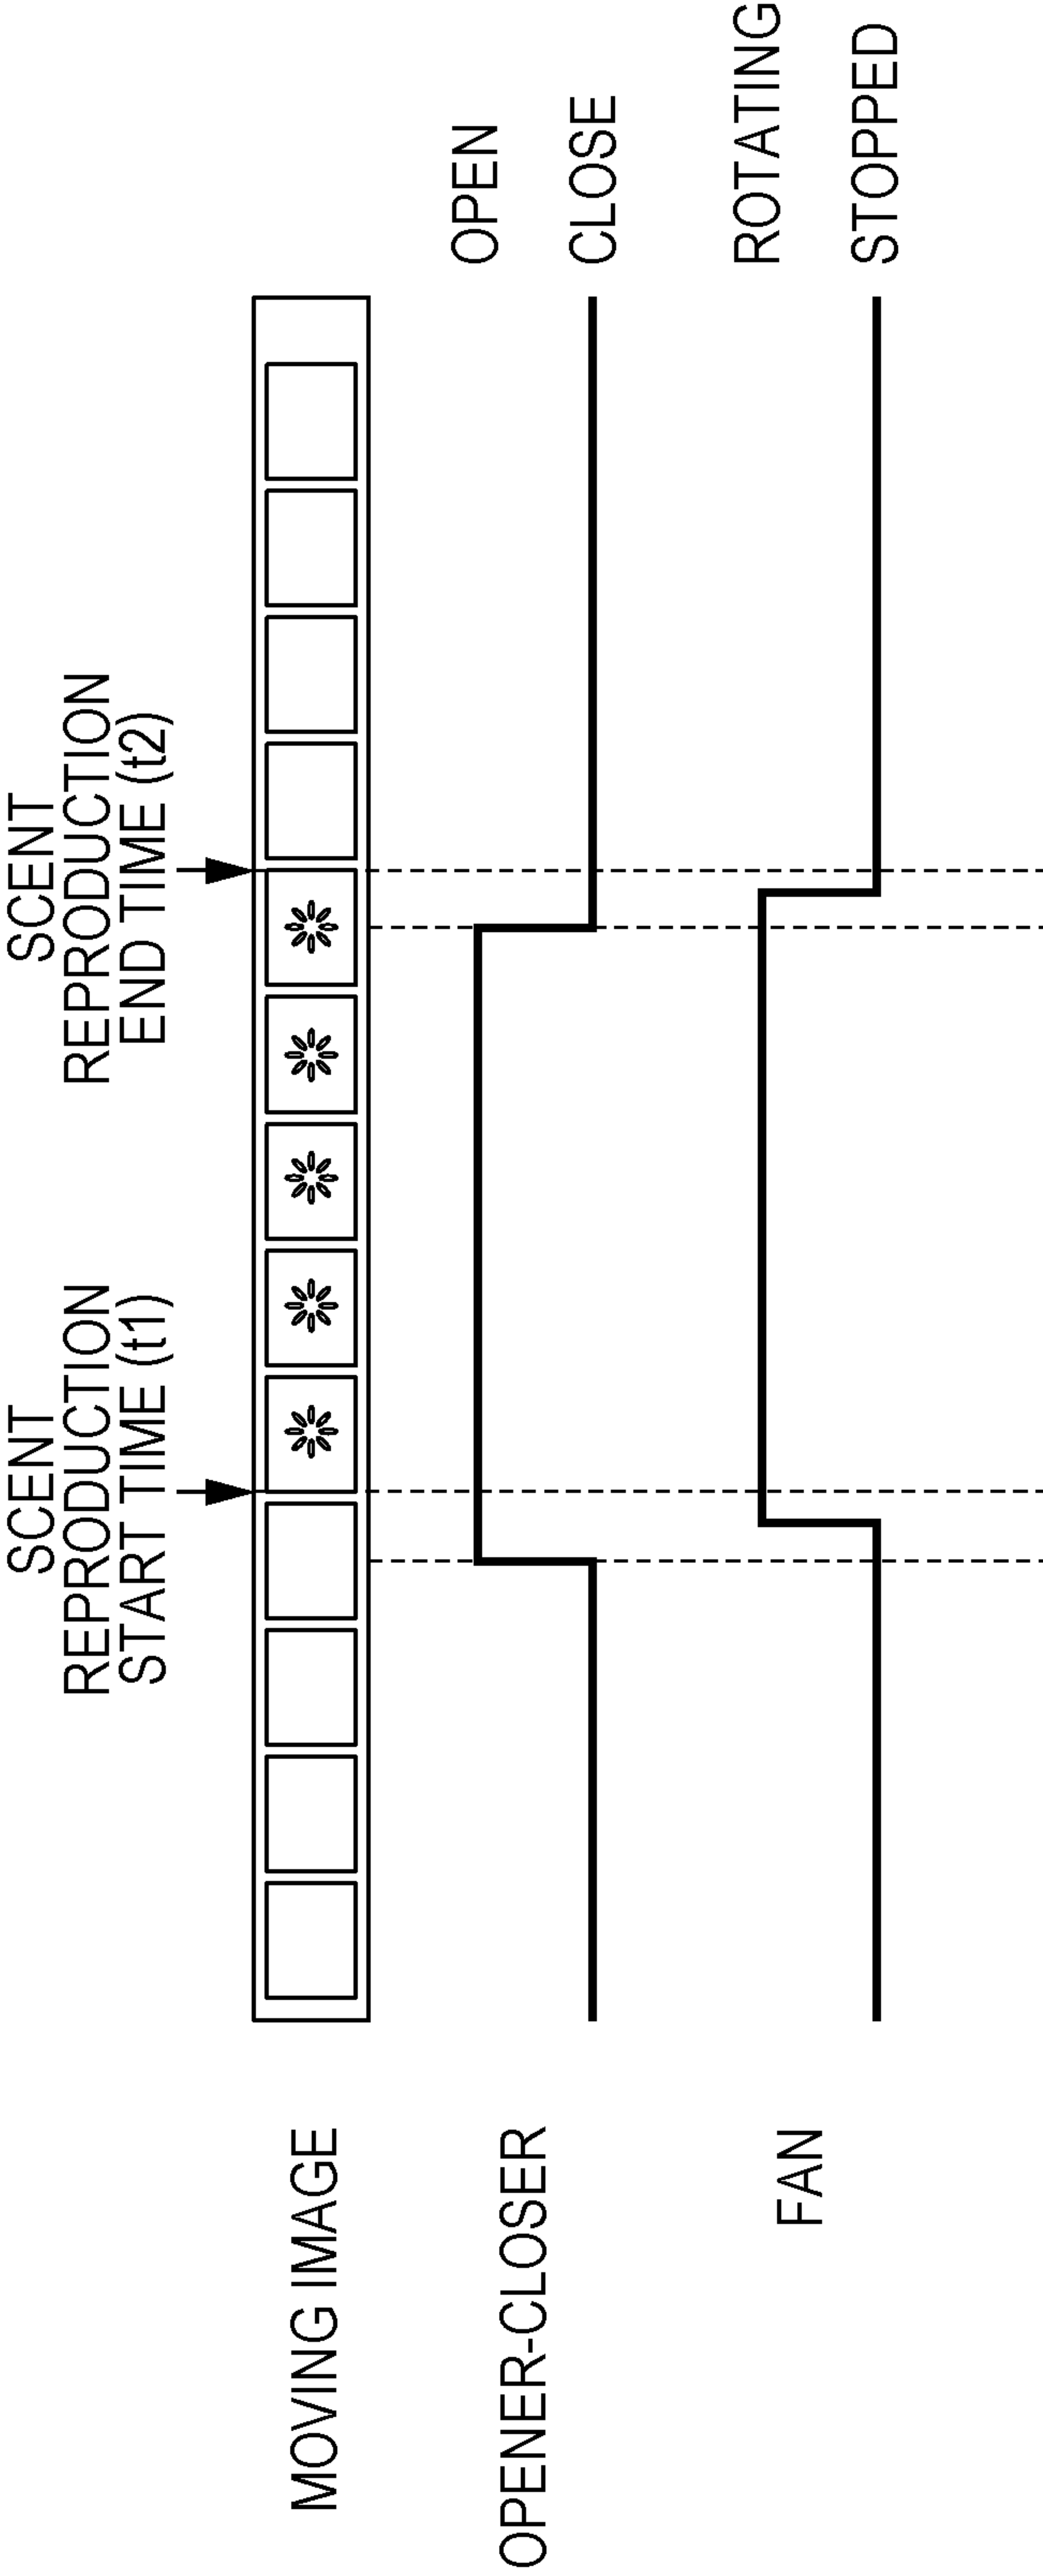 SCENT
REPRODUCTION
START TIME (t1)
SCENT
REPRODUCTION
END TIME (t2)
MOVING IMAGE
OPENER-CLOSER
OPEN
CLOSE
FAN
ROTATING
STOPPED